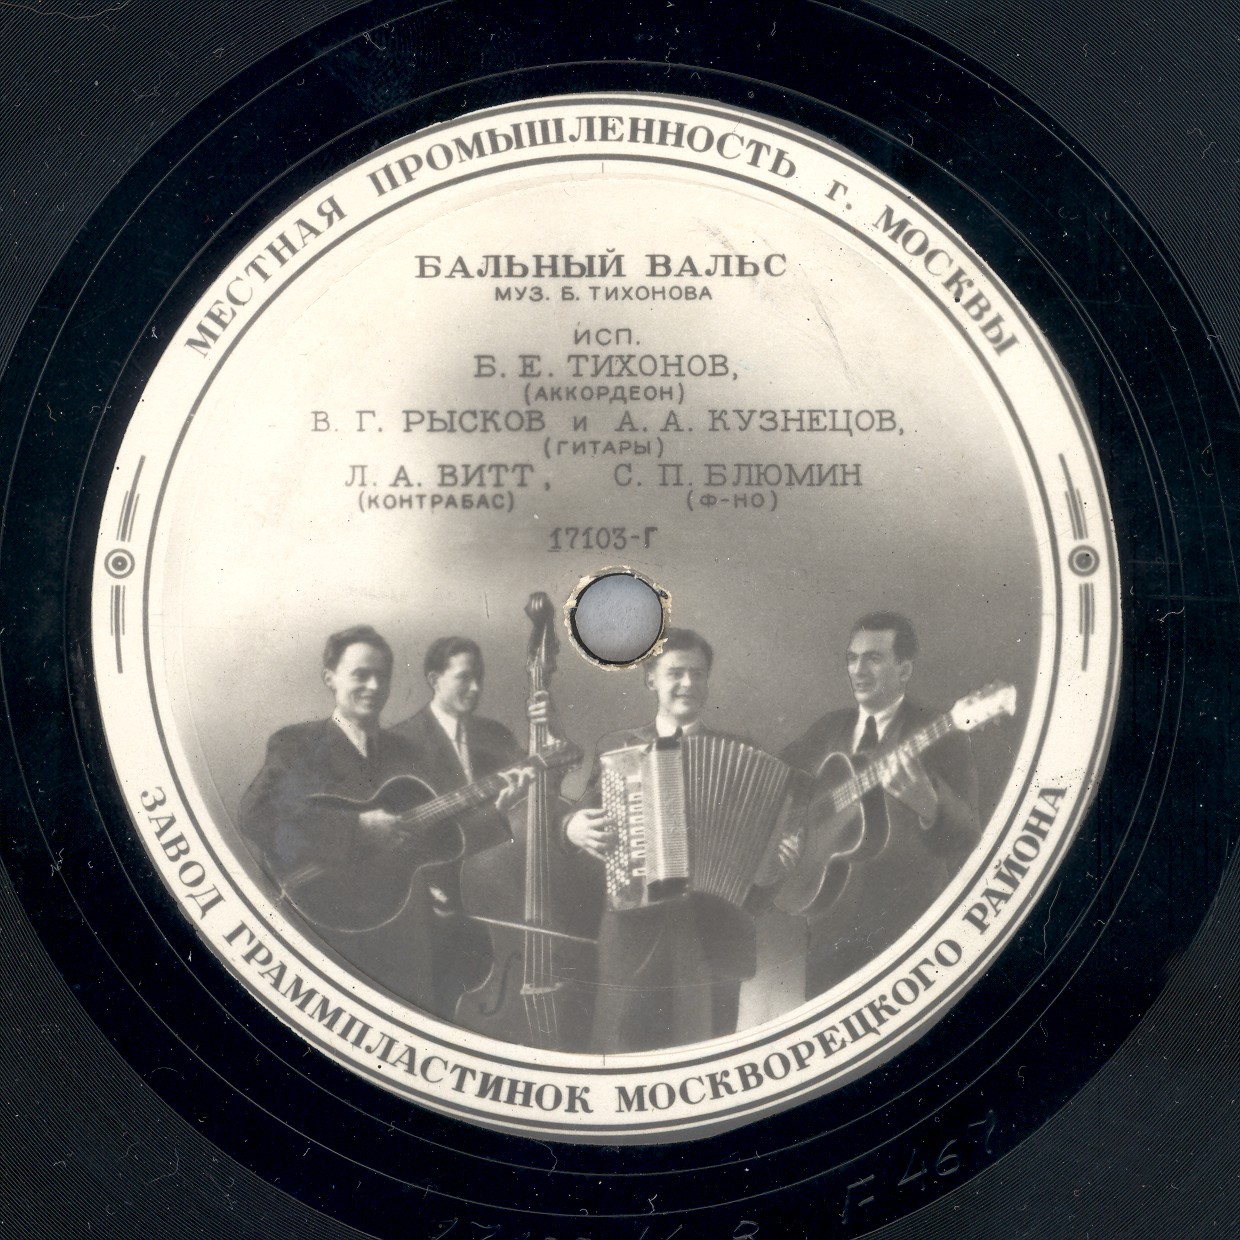 МЕСТНАЯ ПРОМЫШЛЕННОСТЬ г. МОСКВЫ
БАЛЬНЫЙ ВАЛЬС
МУЗ. Б. ТИХОНОВА
ИСП.
Б. Е. ТИХОНОВ,
(АККОРДЕОН)
В. Г. РЫСКОВ и А. А. КУЗНЕЦОВ,
(ГИТАРЫ)
Л. А. ВИТТ, С. П. БЛЮМИН
(КОНТРАБАС) (Ф-НО)
17103-Г
ЗАВОД ГРАММПЛАСТИНОК МОСКВОРЕЦКОГО РАЙОНА